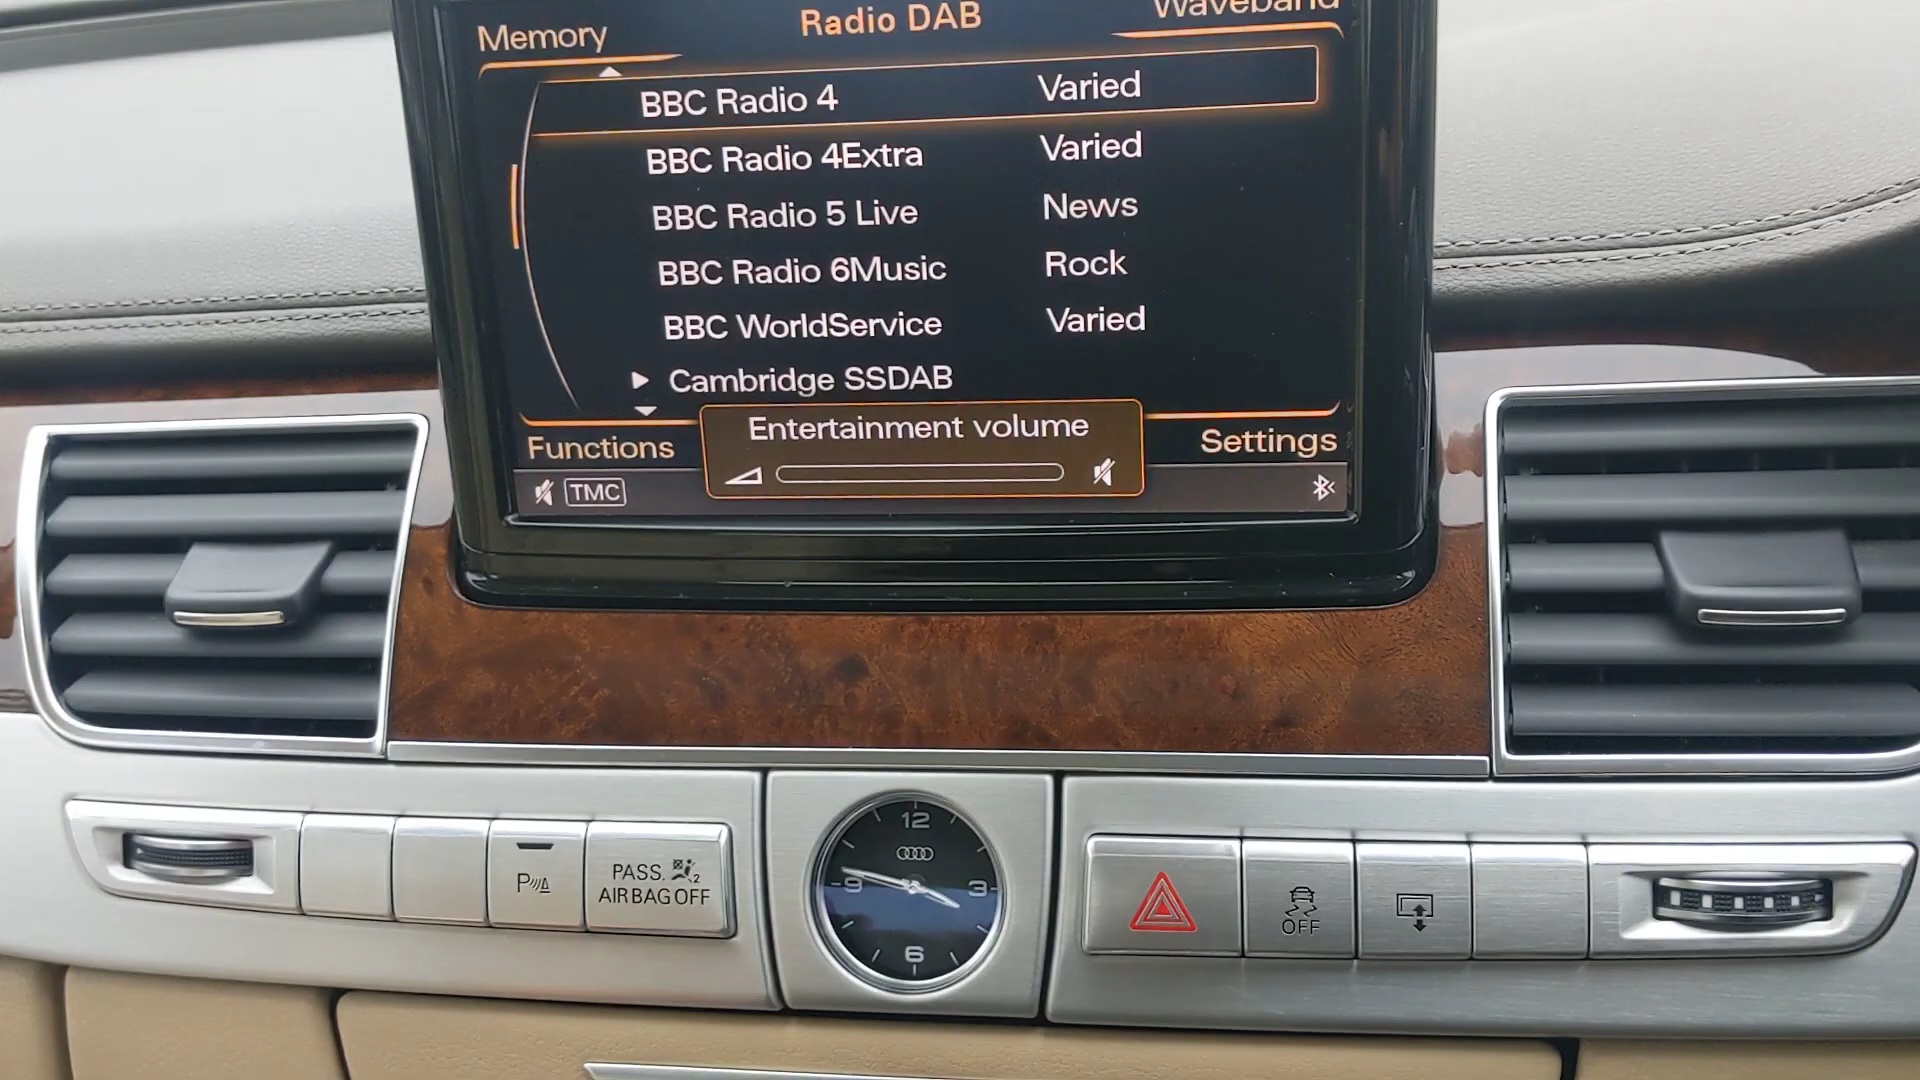 Memory
Radio DAB
Waveband
BBC Radio 4 Varied
BBC Radio 4Extra Varied
BBC Radio 5 Live News
BBC Radio 6Music Rock
BBC WorldService Varied
Cambridge SSDAB
Entertainment volume
Functions
Settings
TMC
P
PASS. 2
AIRBAG OFF
12
9
3
6
OFF